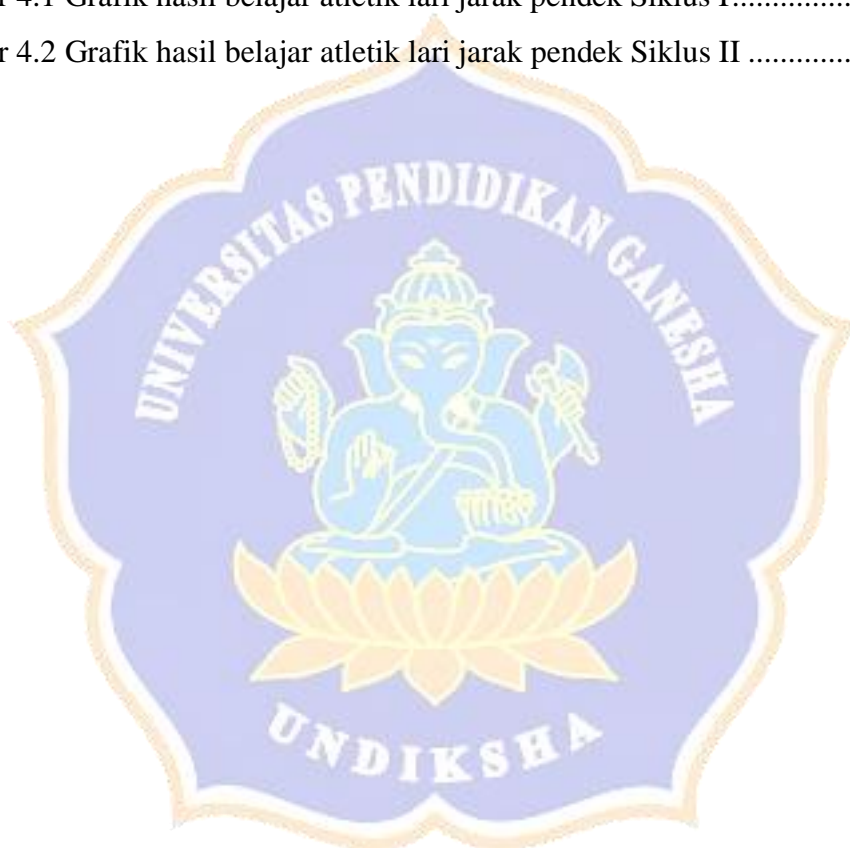 r 4.1 Grafik hasil belajar atletik lari jarak pendek Siklus I..............
r 4.2 Grafik hasil belajar atletik lari jarak pendek Siklus II .............
UNIVERSITAS PENDIDIKAN GANESHA
UNDIKSHA